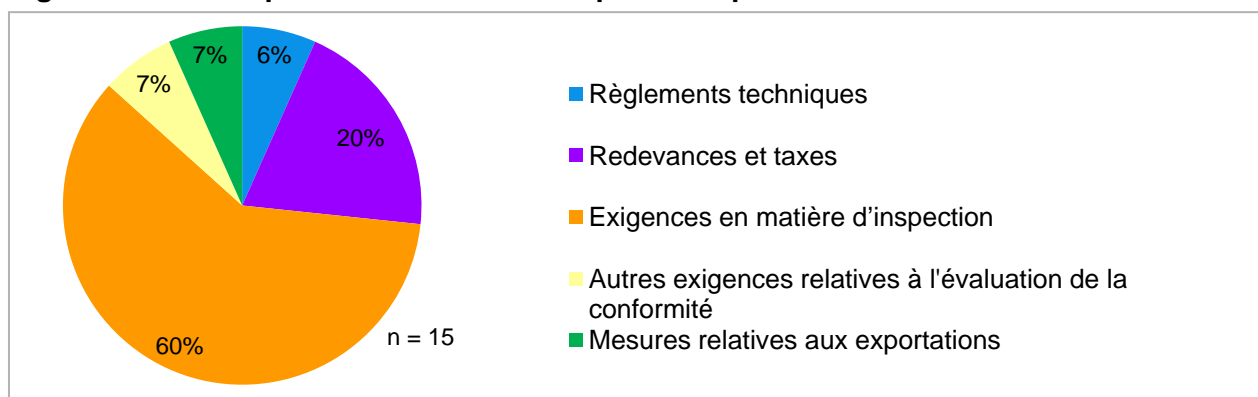 7%
6%
7%
20%
60%
n = 15
Règlements techniques
Redevances et taxes
Exigences en matière d’inspection
Autres exigences relatives à l'évaluation de la
conformité
Mesures relatives aux exportations